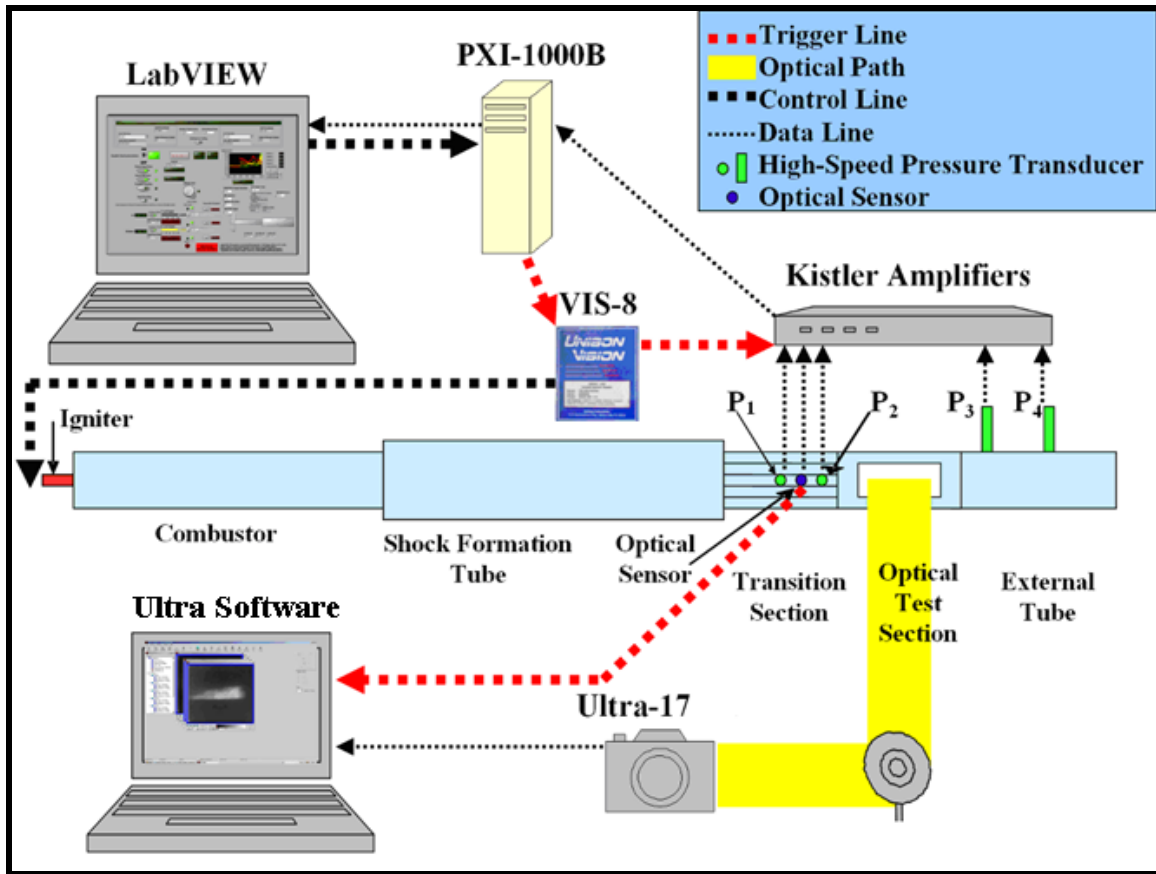 Trigger Line
Optical Path
Control Line
Data Line
High-Speed Pressure Transducer
Optical Sensor
PXI-1000B
LabVIEW
Kistler Amplifiers
VIS-8
UNISON
VISION
P1
P2
P3
P4
Igniter
Combustor
Shock Formation
Tube
Optical
Sensor
Transition
Section
Optical
Test
Section
External
Tube
Ultra Software
Ultra-17